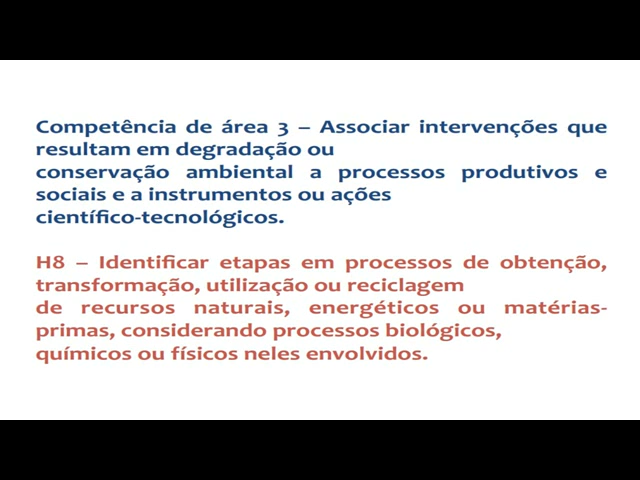 Competência de área 3 – Associar intervenções que
resultam em degradação ou
conservação ambiental a processos produtivos e
sociais e a instrumentos ou ações
científico-tecnológicos.
H8 – Identificar etapas em processos de obtenção,
transformação, utilização ou reciclagem
de recursos naturais, energéticos ou matérias-
primas, considerando processos biológicos,
químicos ou físicos neles envolvidos.